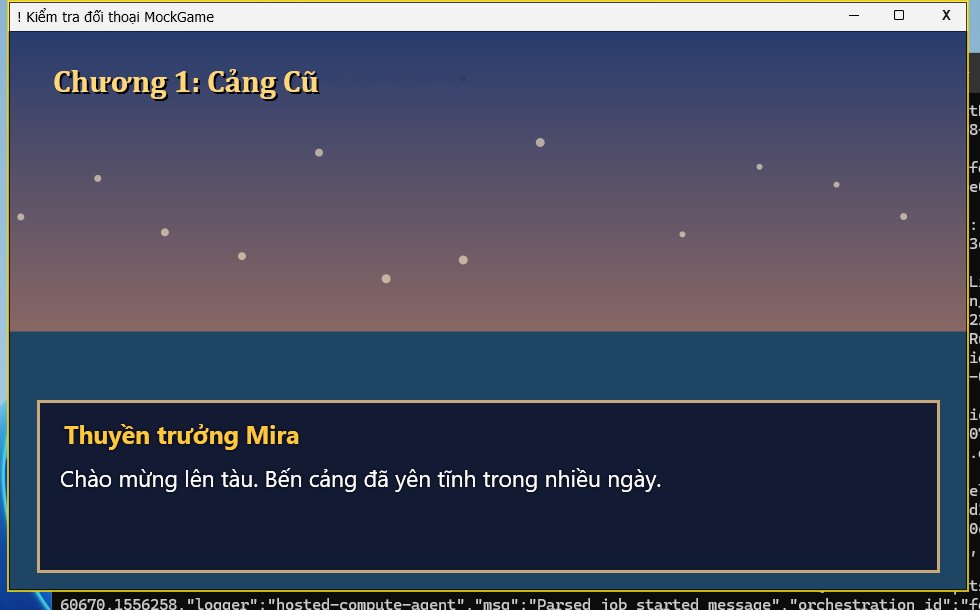 ! Kiểm tra đối thoại MockGame
Chương 1: Cảng Cũ
Thuyền trưởng Mira
Chào mừng lên tàu. Bến cảng đã yên tĩnh trong nhiều ngày.
60670.1556258,"logger":"hosted-compute-agent","msg":"Parsed job started message","orchestration_id":"f